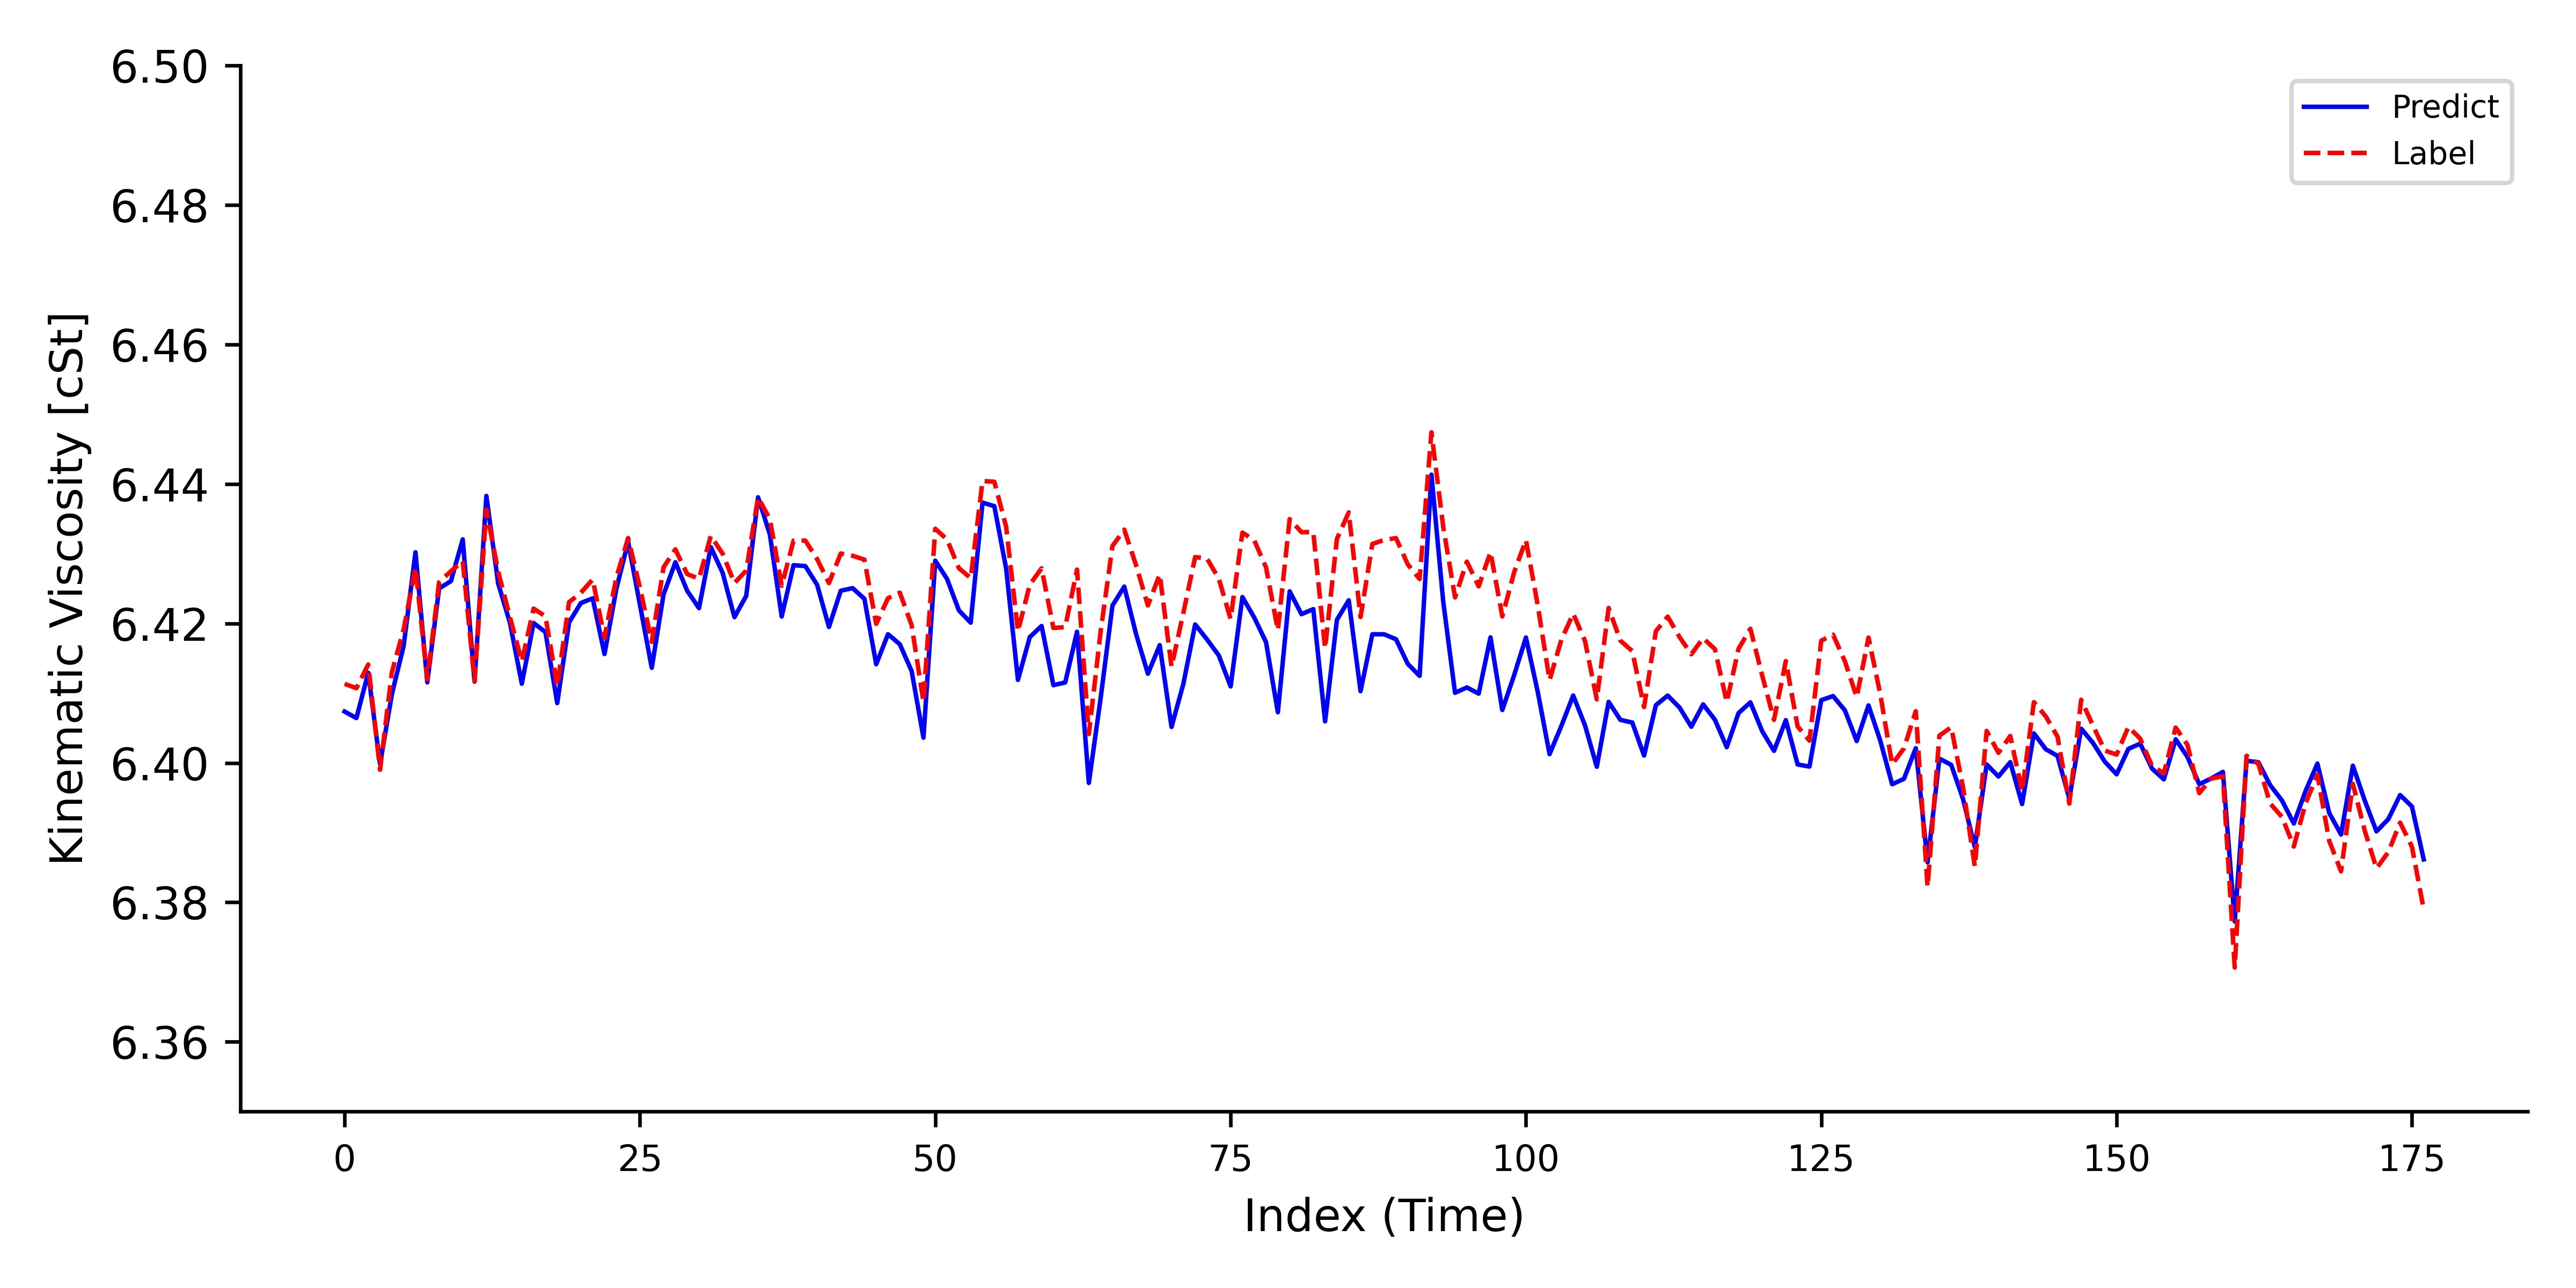 6.50
6.48
6.46
6.44
6.42
6.40
6.38
6.36
Kinematic Viscosity [cSt]
Predict
Label
0 25 50 75 100 125 150 175
Index (Time)